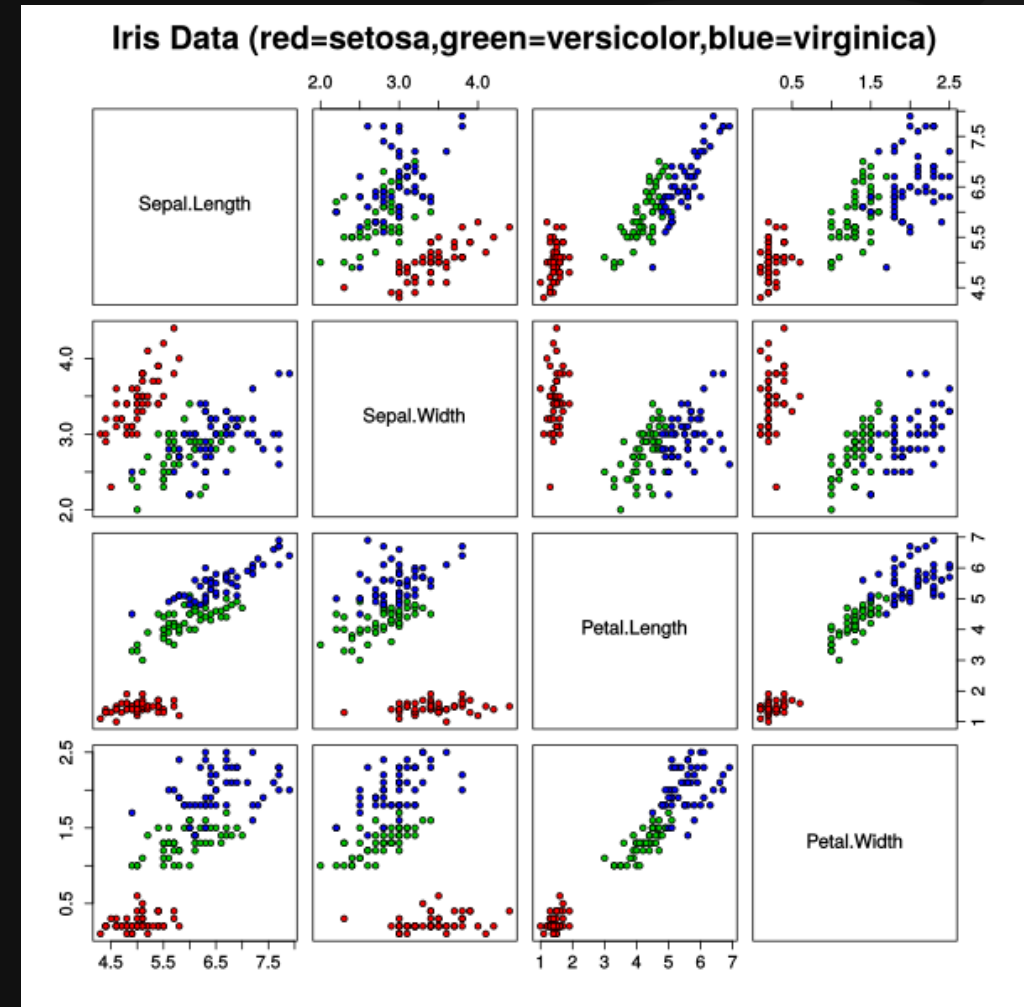 Iris Data (red=setosa,green=versicolor,blue=virginica)
2.0 3.0 4.0 0.5 1.5 2.5
Sepal.Length
4.5 5.5 6.5 7.5
2.0 3.0 4.0
Sepal.Width
Petal.Length
1 2 3 4 5 6 7
0.5 1.5 2.5
Petal.Width
4.5 5.5 6.5 7.5 1 2 3 4 5 6 7